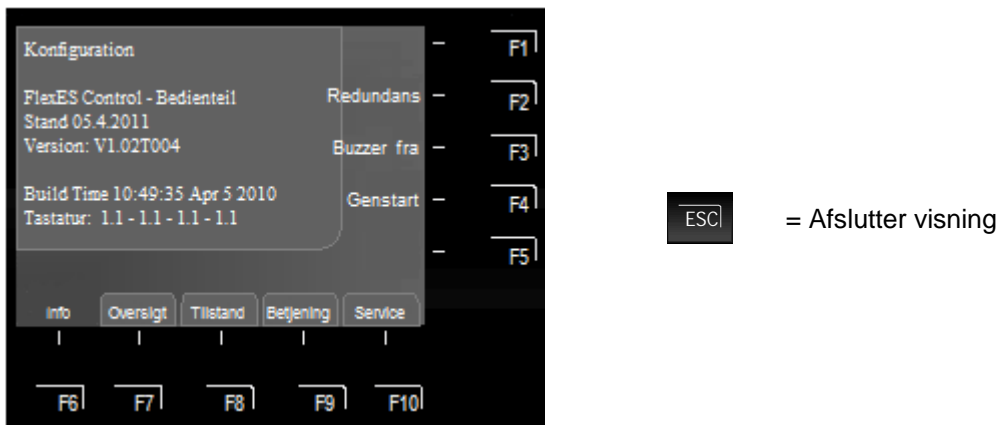 Konfiguration
FlexES Control - Bedienteil
Stand 05.4.2011
Version: V1.02T004
Build Time 10:49:35 Apr 5 2010
Tastatur: 1.1 - 1.1 - 1.1 - 1.1
– F1
Redundans – F2
Buzzer fra – F3
Genstart – F4
– F5
Info Oversigt Tilstand Betjening Service
F6 F7 F8 F9 F10
ESC = Afslutter visning